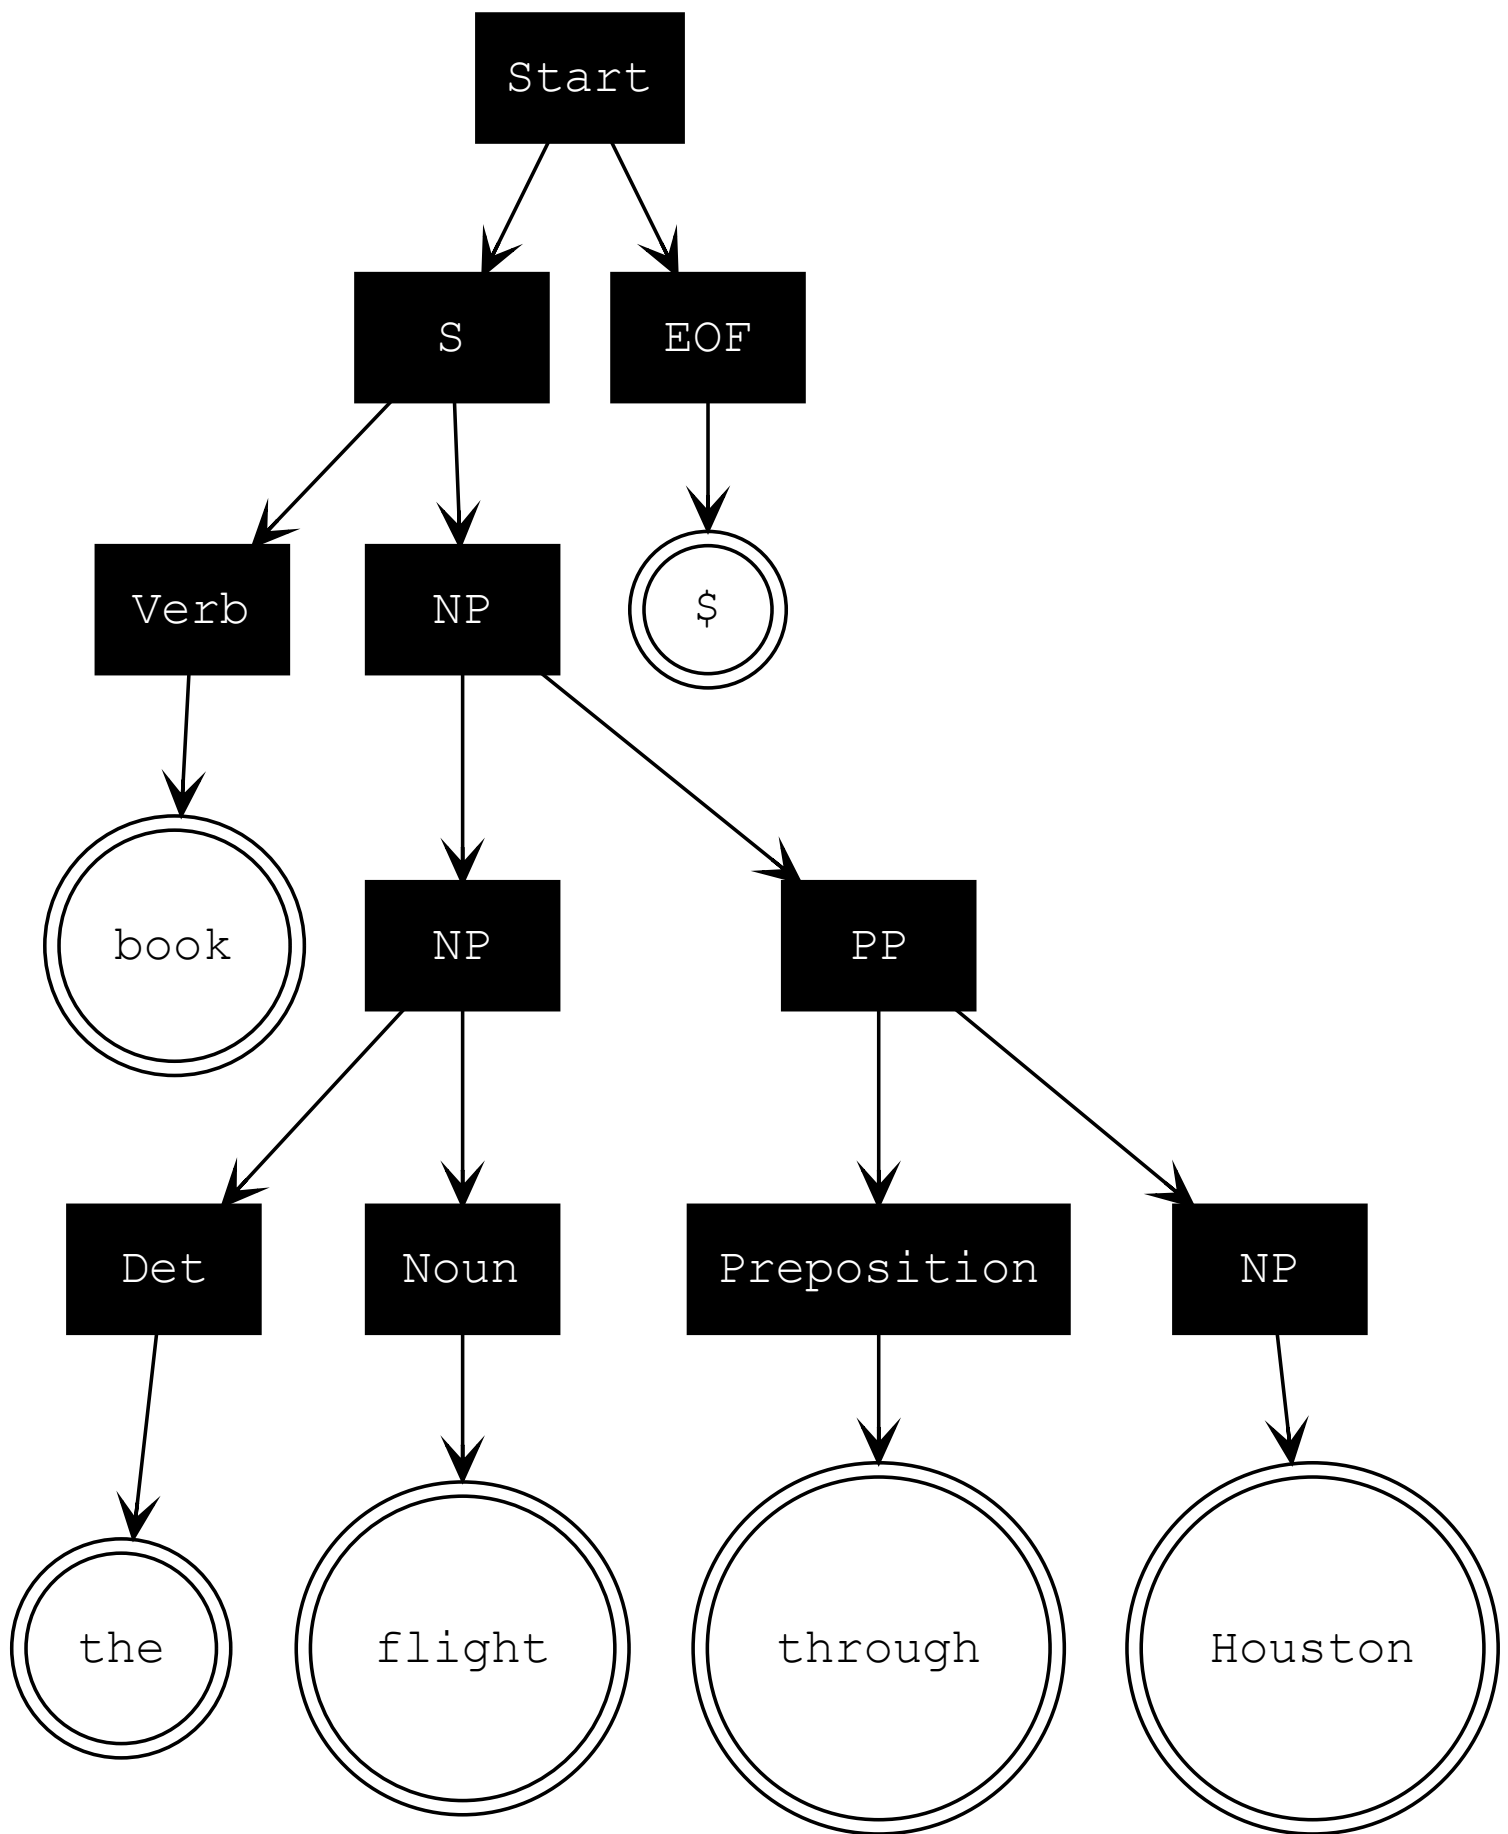 Start
S
EOF
Verb
NP
$
book
NP
PP
Det
Noun
Preposition
NP
the
flight
through
Houston